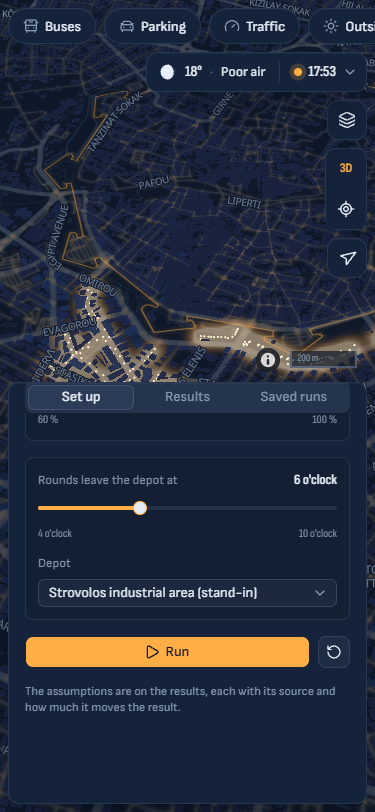 Buses
Parking
Traffic
18° · Poor air
17:53
TANZIMAT SOKAK
GIRNE
PAFOU
LIPERTI
3D
OMIROU
EVAGOROU
200 m
Set up
Results
Saved runs
60 %
100 %
Rounds leave the depot at
6 o'clock
4 o'clock
10 o'clock
Depot
Strovolos industrial area (stand-in)
Run
The assumptions are on the results, each with its source and
how much it moves the result.